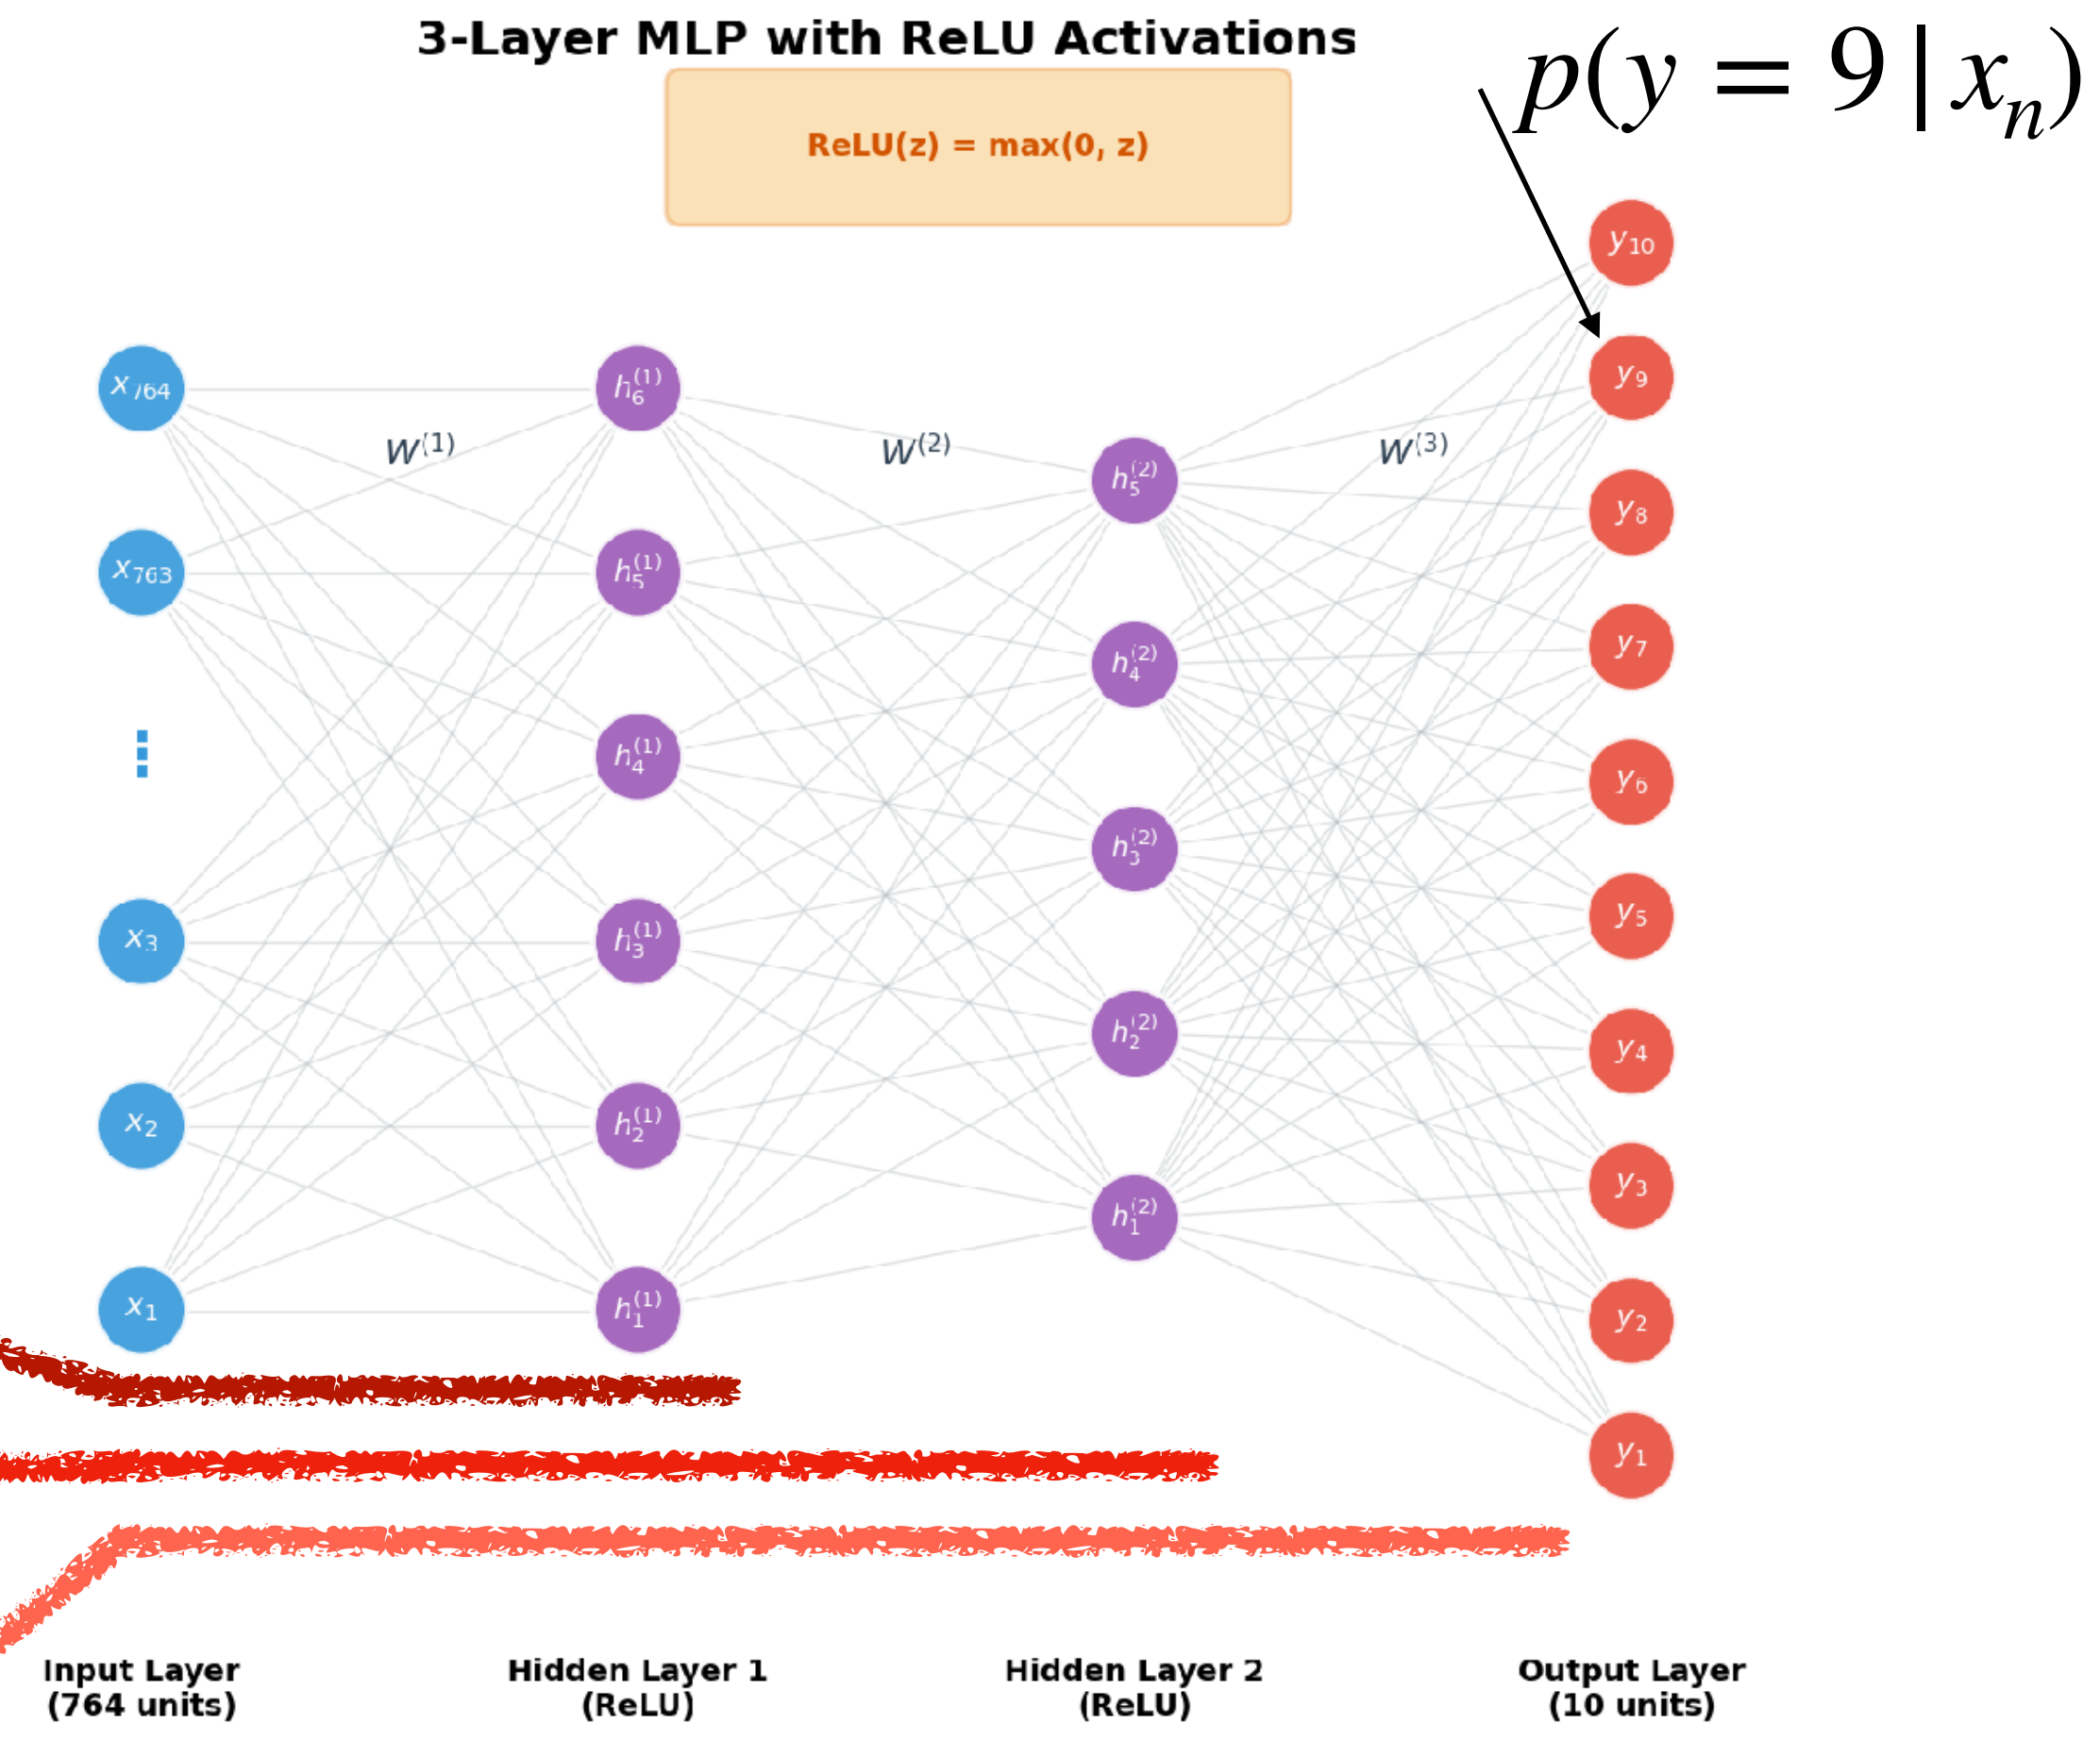 3-Layer MLP with ReLU Activations
p(y = 9 | xₙ)
ReLU(z) = max(0, z)
y₁₀
x₇₆₄
h₆⁽¹⁾
y₉
W⁽¹⁾
W⁽²⁾
W⁽³⁾
h₅⁽²⁾
y₈
x₇₆₃
h₅⁽¹⁾
y₇
h₄⁽²⁾
h₄⁽¹⁾
y₆
h₃⁽²⁾
y₅
x₃
h₃⁽¹⁾
h₂⁽²⁾
y₄
x₂
h₂⁽¹⁾
y₃
h₁⁽²⁾
x₁
h₁⁽¹⁾
y₂
y₁
Input Layer
(764 units)
Hidden Layer 1
(ReLU)
Hidden Layer 2
(ReLU)
Output Layer
(10 units)